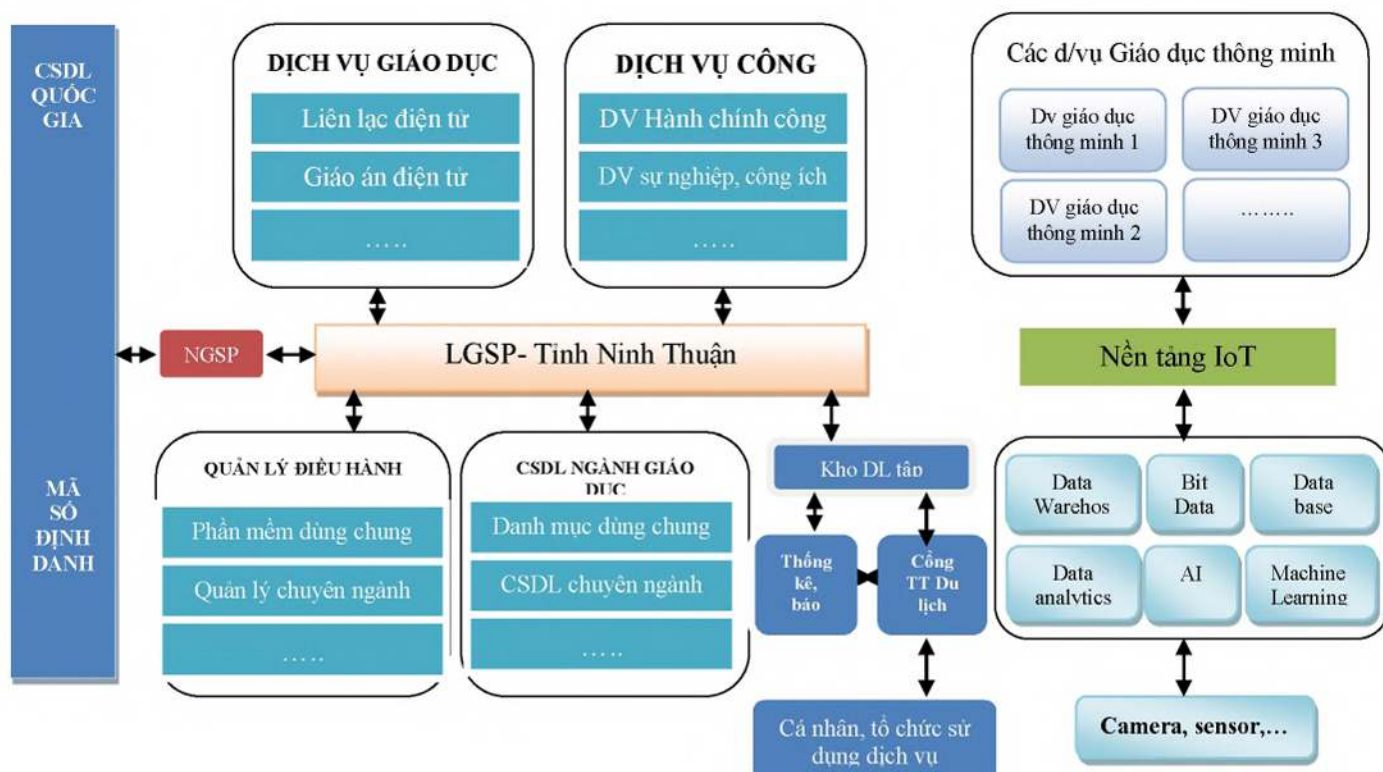 CSDL
QUỐC
GIA
MÃ
SỐ
ĐỊNH
DANH
DỊCH VỤ GIÁO DỤC
Liên lạc điện tử
Giáo án điện tử
…..
DỊCH VỤ CÔNG
DV Hành chính công
DV sự nghiệp, công ích
…..
Các d/vụ Giáo dục thông minh
Dv giáo dục
thông minh 1
DV giáo dục
thông minh 3
DV giáo dục
thông minh 2
……..
NGSP
LGSP- Tỉnh Ninh Thuận
Nền tảng IoT
QUẢN LÝ ĐIỀU HÀNH
Phần mềm dùng chung
Quản lý chuyên ngành
…..
CSDL NGÀNH GIÁO
DỤC
Danh mục dùng chung
CSDL chuyên ngành
…..
Kho DL tập
Thống
kê,
báo
Cổng
TT Du
lịch
Cá nhân, tổ chức sử
dụng dịch vụ
Data
Warehos
Bit
Data
Data
base
Data
analytics
AI
Machine
Learning
Camera, sensor,…